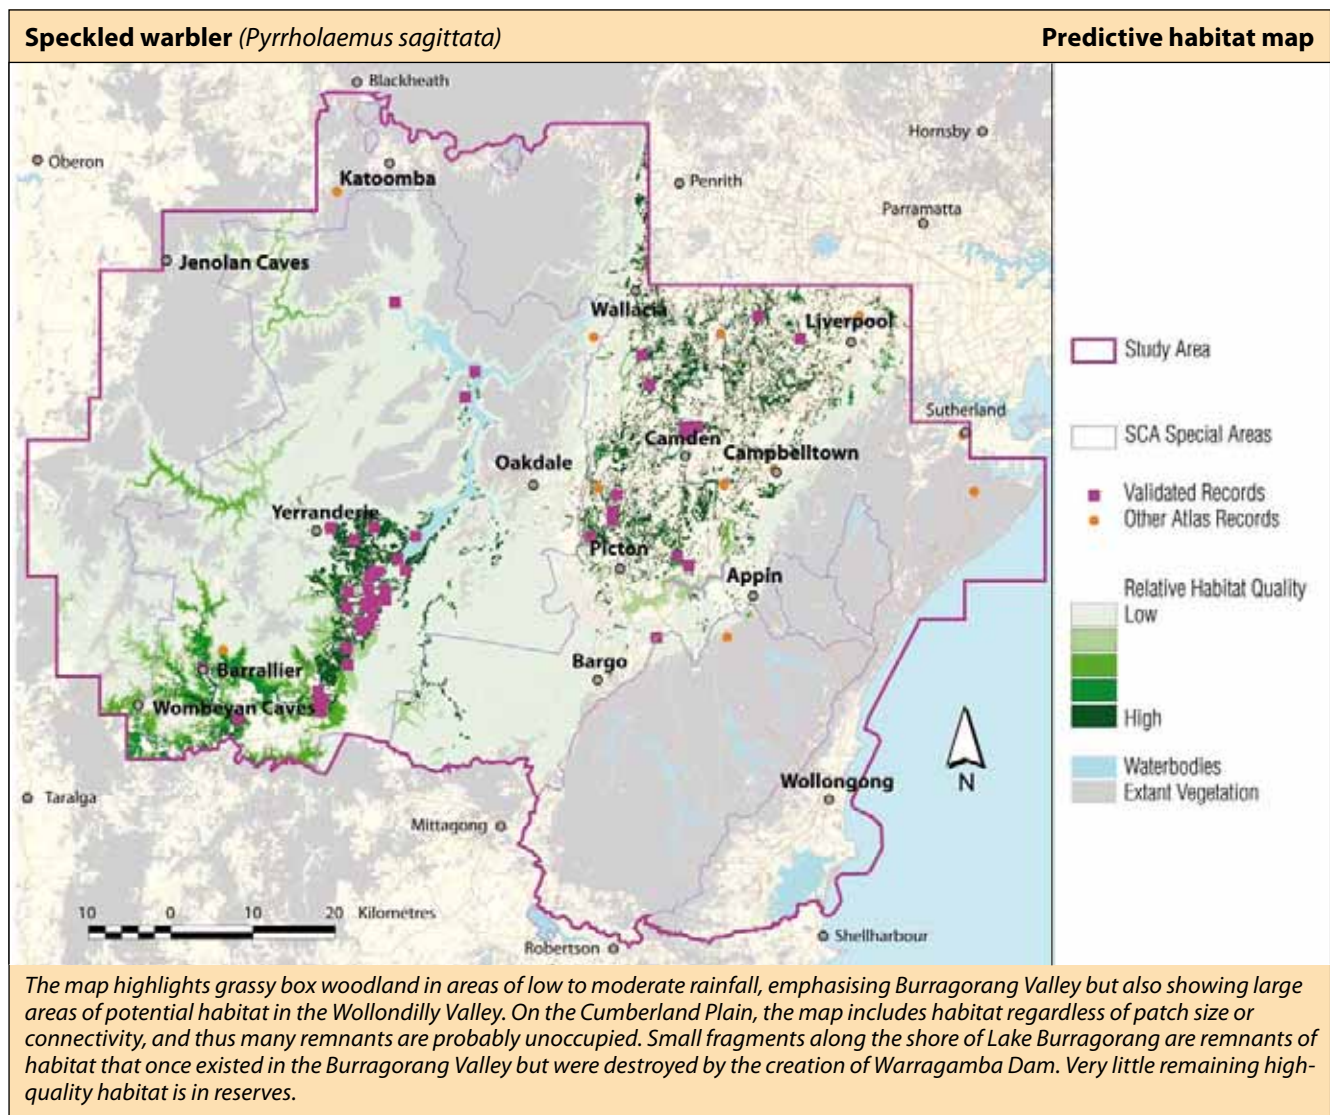 Speckled warbler (Pyrrholaemus sagittata)
Predictive habitat map
Blackheath
Hornsby
Oberon
Katoomba
Penrith
Parramatta
Jenolan Caves
Wallacia
Liverpool
Sutherland
Camden
Campbelltown
Oakdale
Yerranderie
Picton
Appin
Bargo
Barrallier
Wombeyan Caves
Wollongong
Taralga
Mittagong
N
10 0 10 20 Kilometres
Robertson
Shellharbour
Study Area
SCA Special Areas
Validated Records
Other Atlas Records
Relative Habitat Quality
Low
High
Waterbodies
Extant Vegetation
The map highlights grassy box woodland in areas of low to moderate rainfall, emphasising Burragorang Valley but also showing large
areas of potential habitat in the Wollondilly Valley. On the Cumberland Plain, the map includes habitat regardless of patch size or
connectivity, and thus many remnants are probably unoccupied. Small fragments along the shore of Lake Burragorang are remnants of
habitat that once existed in the Burragorang Valley but were destroyed by the creation of Warragamba Dam. Very little remaining high-
quality habitat is in reserves.